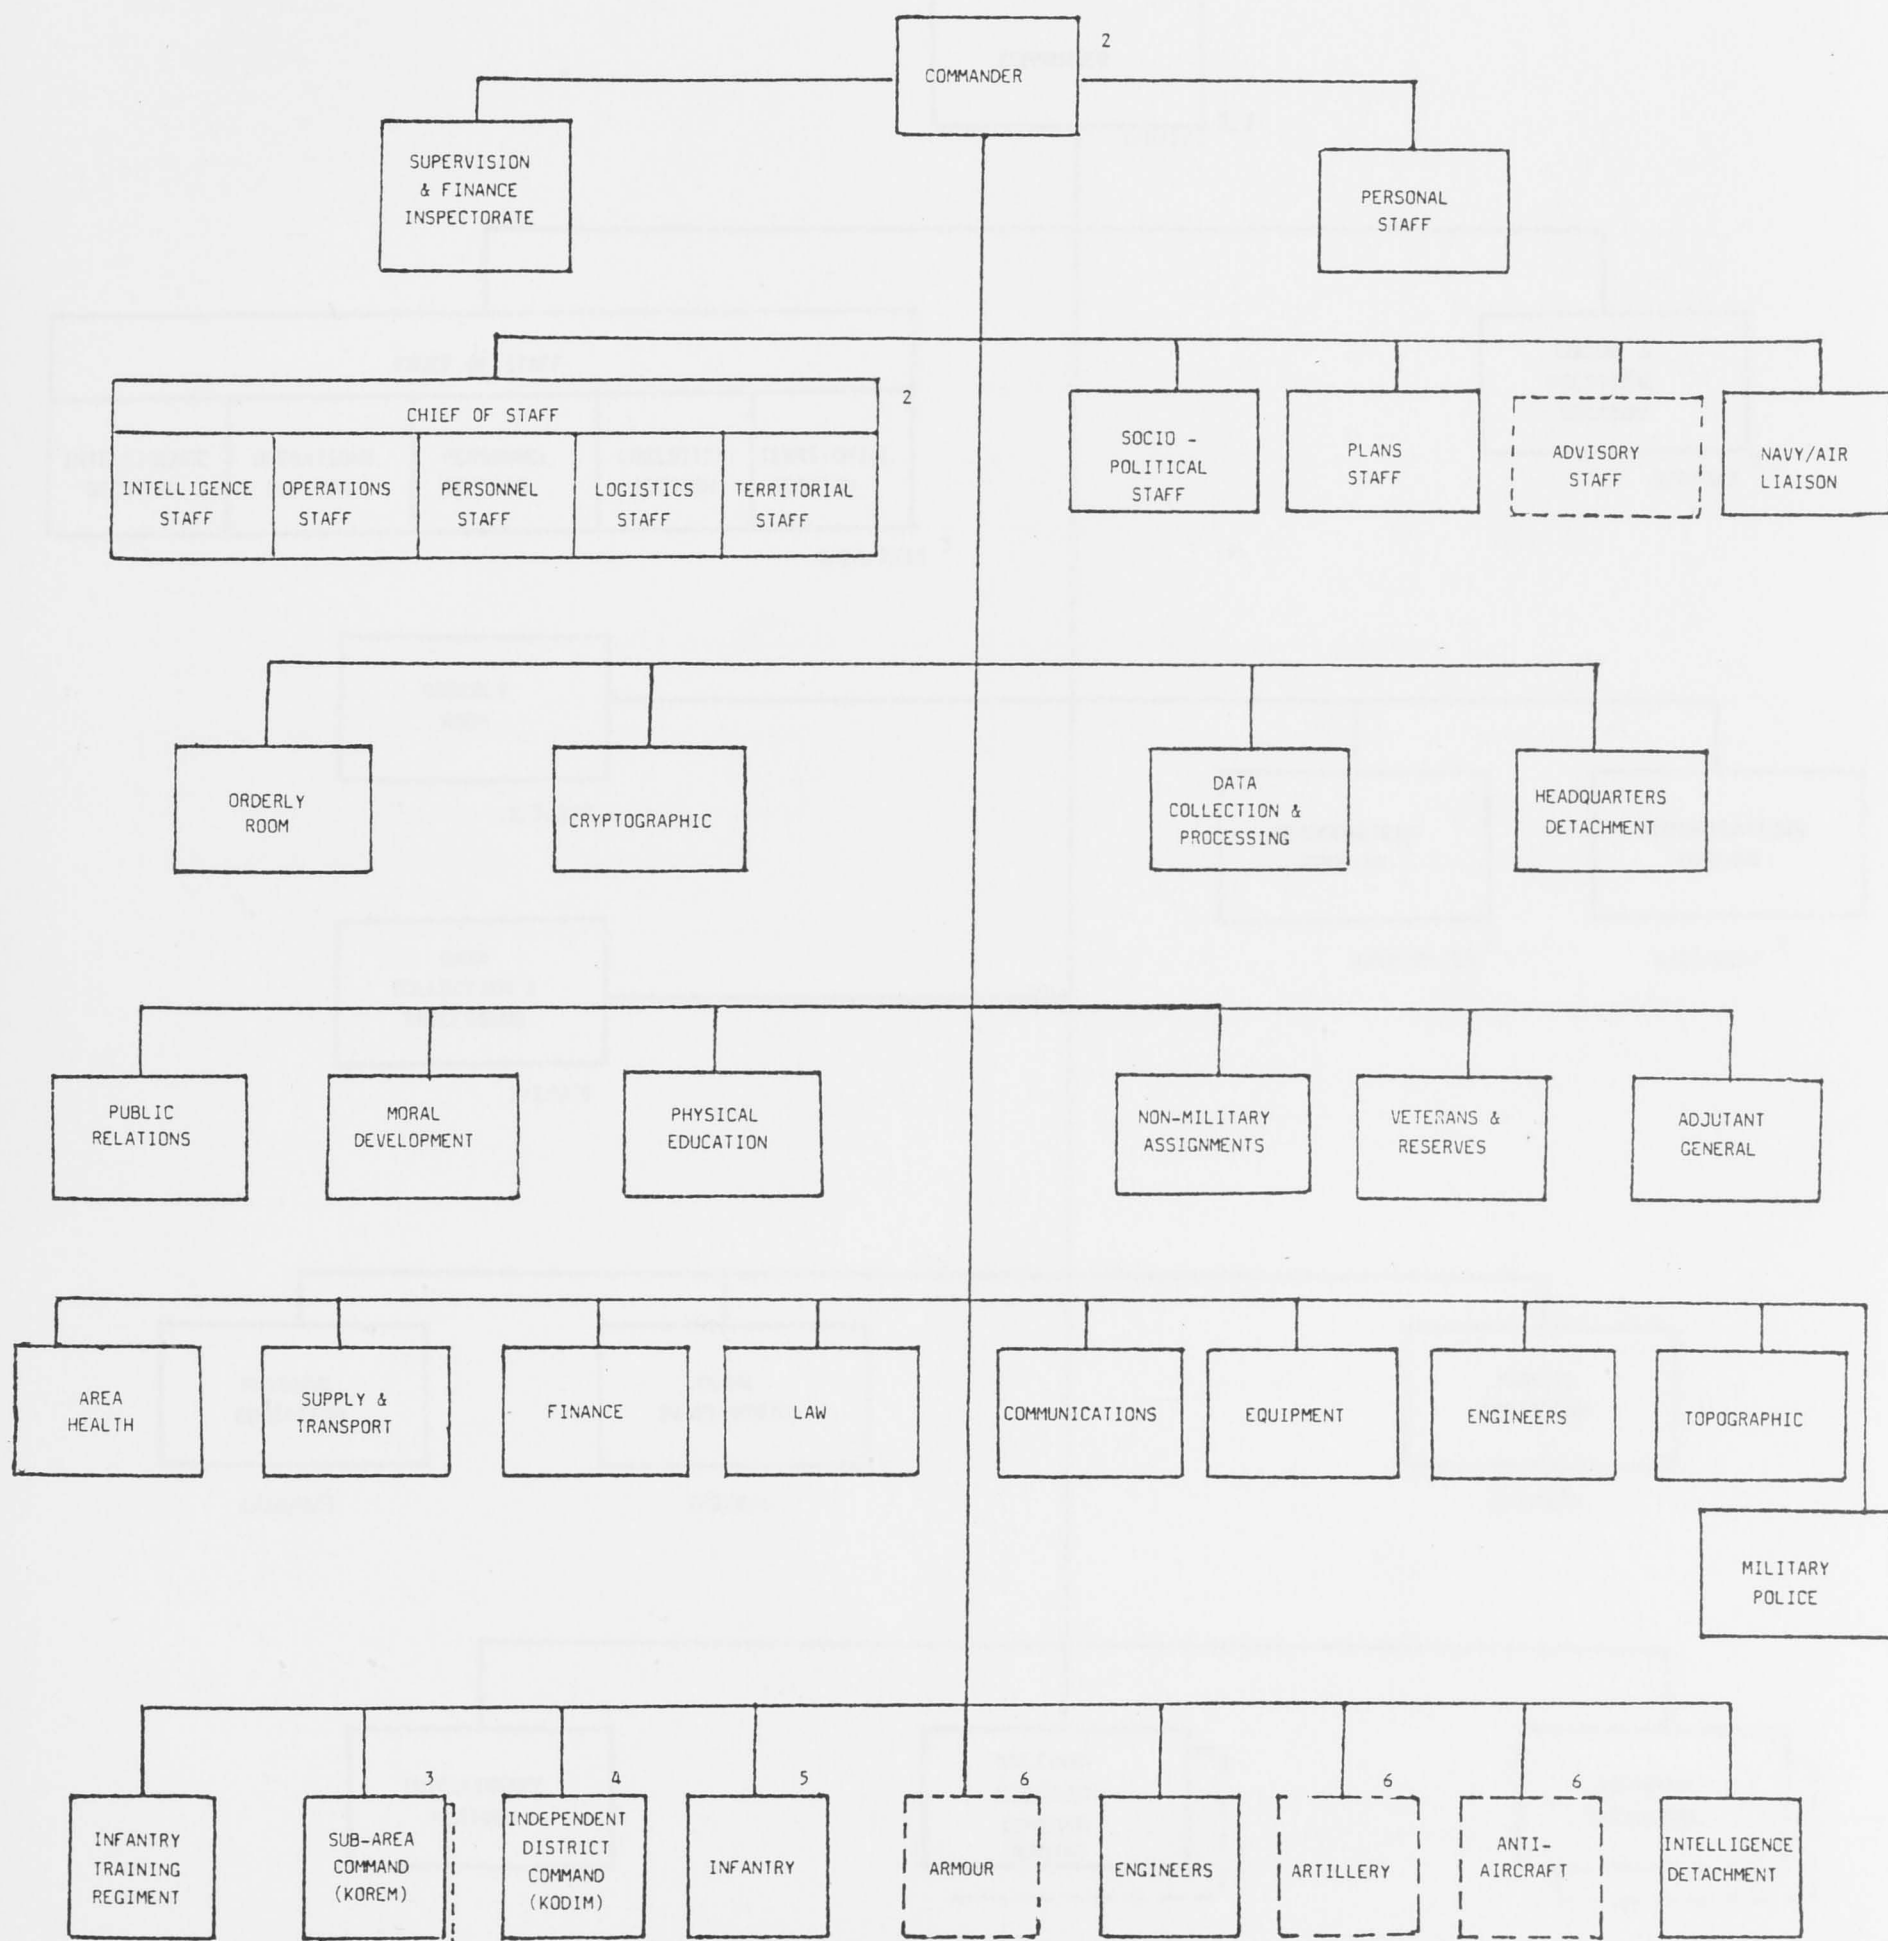 2
COMMANDER
SUPERVISION
& FINANCE
INSPECTORATE
PERSONAL
STAFF
CHIEF OF STAFF
2
INTELLIGENCE
STAFF
OPERATIONS
STAFF
PERSONNEL
STAFF
LOGISTICS
STAFF
TERRITORIAL
STAFF
SOCIO -
POLITICAL
STAFF
PLANS
STAFF
ADVISORY
STAFF
NAVY/AIR
LIAISON
ORDERLY
ROOM
CRYPTOGRAPHIC
DATA
COLLECTION &
PROCESSING
HEADQUARTERS
DETACHMENT
PUBLIC
RELATIONS
MORAL
DEVELOPMENT
PHYSICAL
EDUCATION
NON-MILITARY
ASSIGNMENTS
VETERANS &
RESERVES
ADJUTANT
GENERAL
AREA
HEALTH
SUPPLY &
TRANSPORT
FINANCE
LAW
COMMUNICATIONS
EQUIPMENT
ENGINEERS
TOPOGRAPHIC
MILITARY
POLICE
INFANTRY
TRAINING
REGIMENT
3
SUB-AREA
COMMAND
(KOREM)
4
INDEPENDENT
DISTRICT
COMMAND
(KODIM)
5
INFANTRY
6
ARMOUR
ENGINEERS
6
ARTILLERY
6
ANTI-
AIRCRAFT
INTELLIGENCE
DETACHMENT